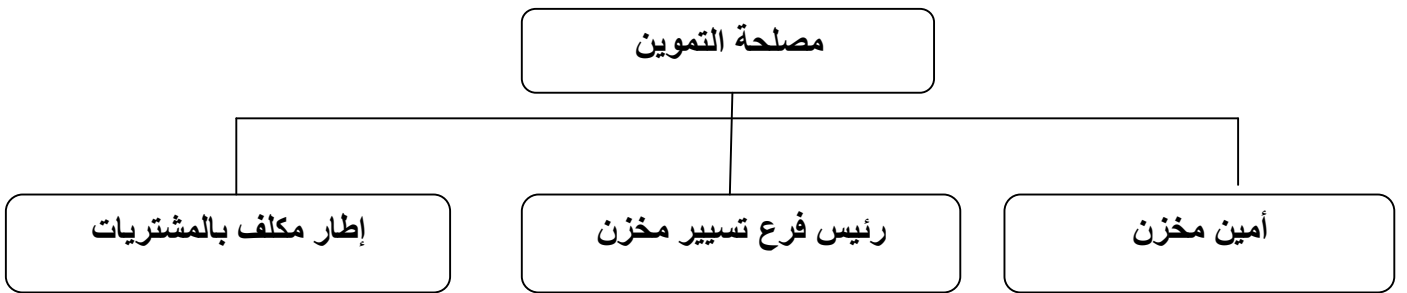 مصلحة التموين
أمين مخزن
رئيس فرع تسيير مخزن
إطار مكلف بالمشتريات